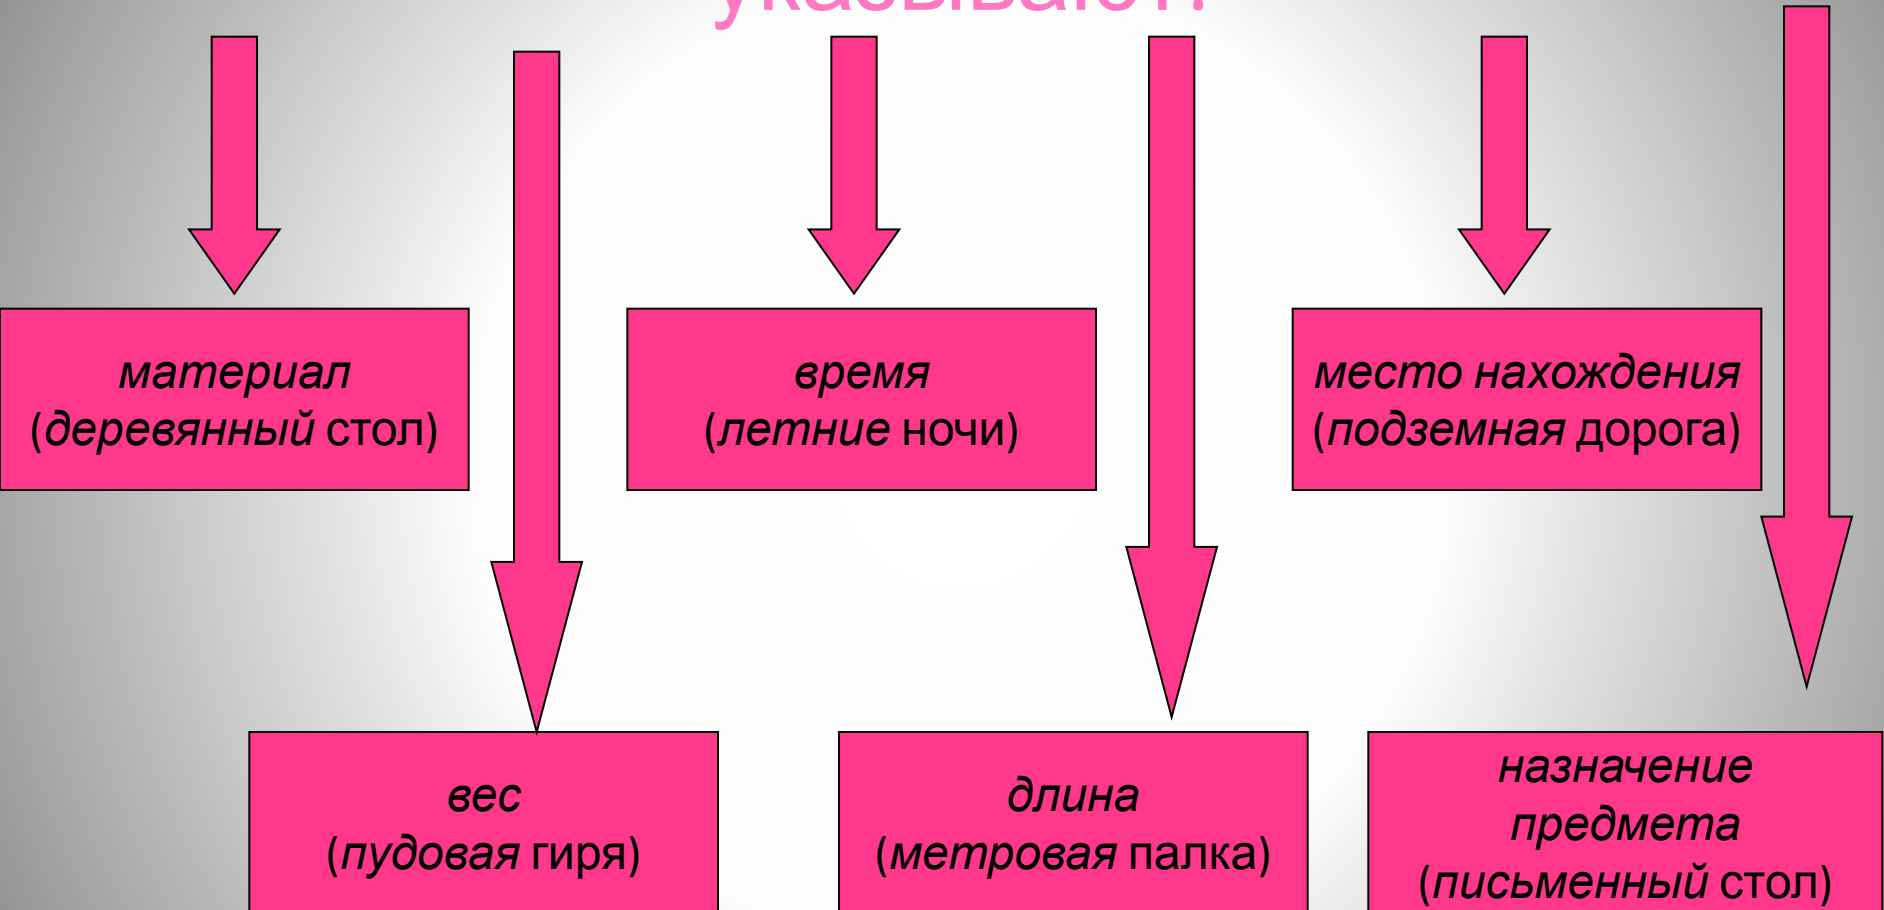 указывают:
материал
(деревянный стол)
время
(летние ночи)
место нахождения
(подземная дорога)
вес
(пудовая гиря)
длина
(метровая палка)
назначение
предмета
(письменный стол)